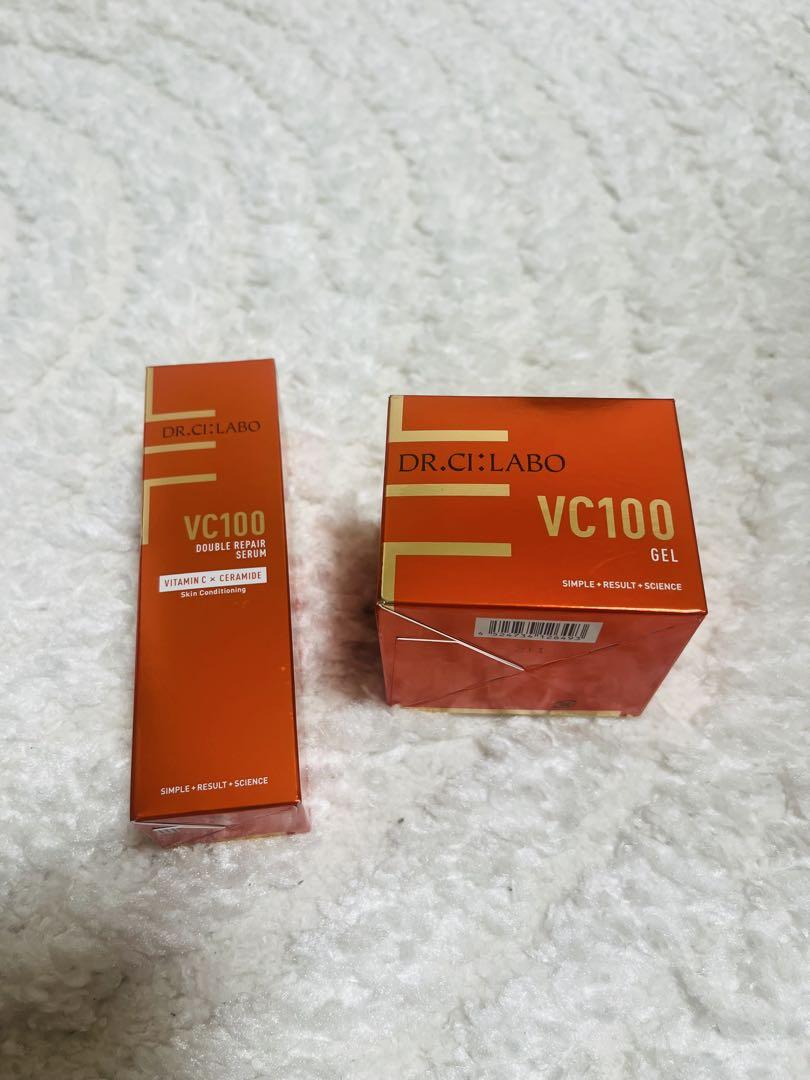 DR.CI:LABO
VC100
DOUBLE REPAIR
SERUM
VITAMIN C × CERAMIDE
Skin Conditioning
SIMPLE + RESULT + SCIENCE
DR.CI:LABO
VC100
GEL
SIMPLE + RESULT + SCIENCE